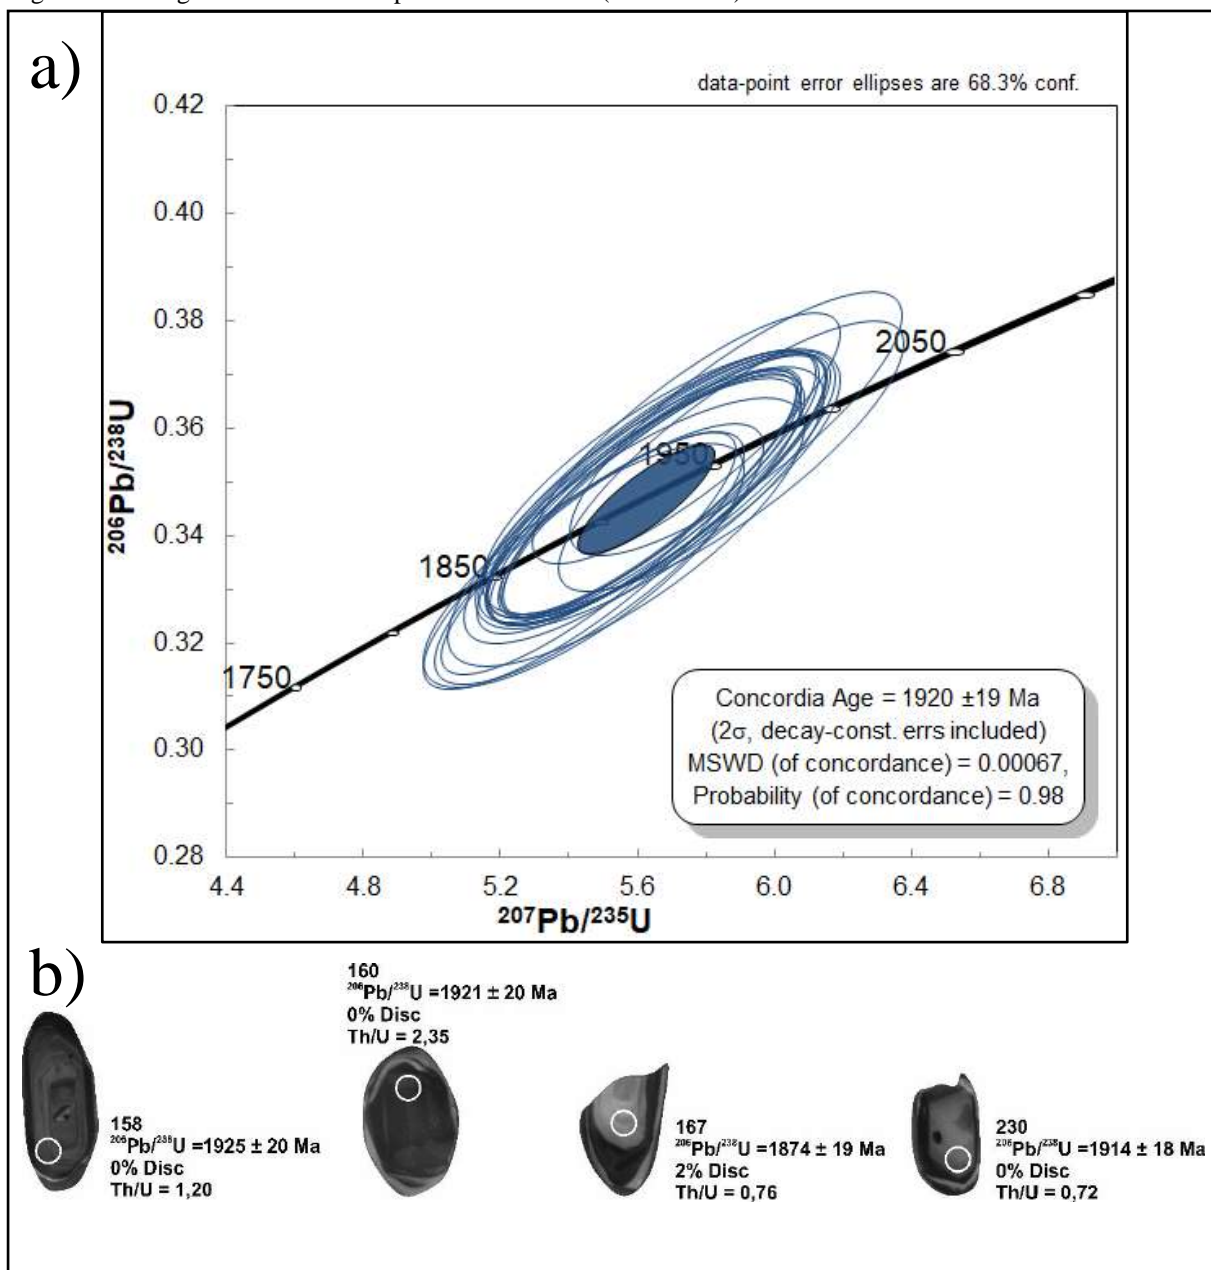 a)
data-point error ellipses are 68.3% conf.
0.42
0.40
0.38
0.36
0.34
0.32
0.30
0.28
²⁰⁶Pb/²³⁸U
2050
1950
1850
1750
Concordia Age = 1920 ±19 Ma
(2σ, decay-const. errs included)
MSWD (of concordance) = 0.00067,
Probability (of concordance) = 0.98
4.4 4.8 5.2 5.6 6.0 6.4 6.8
²⁰⁷Pb/²³⁵U
b)
158
²⁰⁶Pb/²³⁸U =1925 ± 20 Ma
0% Disc
Th/U = 1,20
160
²⁰⁶Pb/²³⁸U =1921 ± 20 Ma
0% Disc
Th/U = 2,35
167
²⁰⁶Pb/²³⁸U =1874 ± 19 Ma
2% Disc
Th/U = 0,76
230
²⁰⁶Pb/²³⁸U =1914 ± 18 Ma
0% Disc
Th/U = 0,72